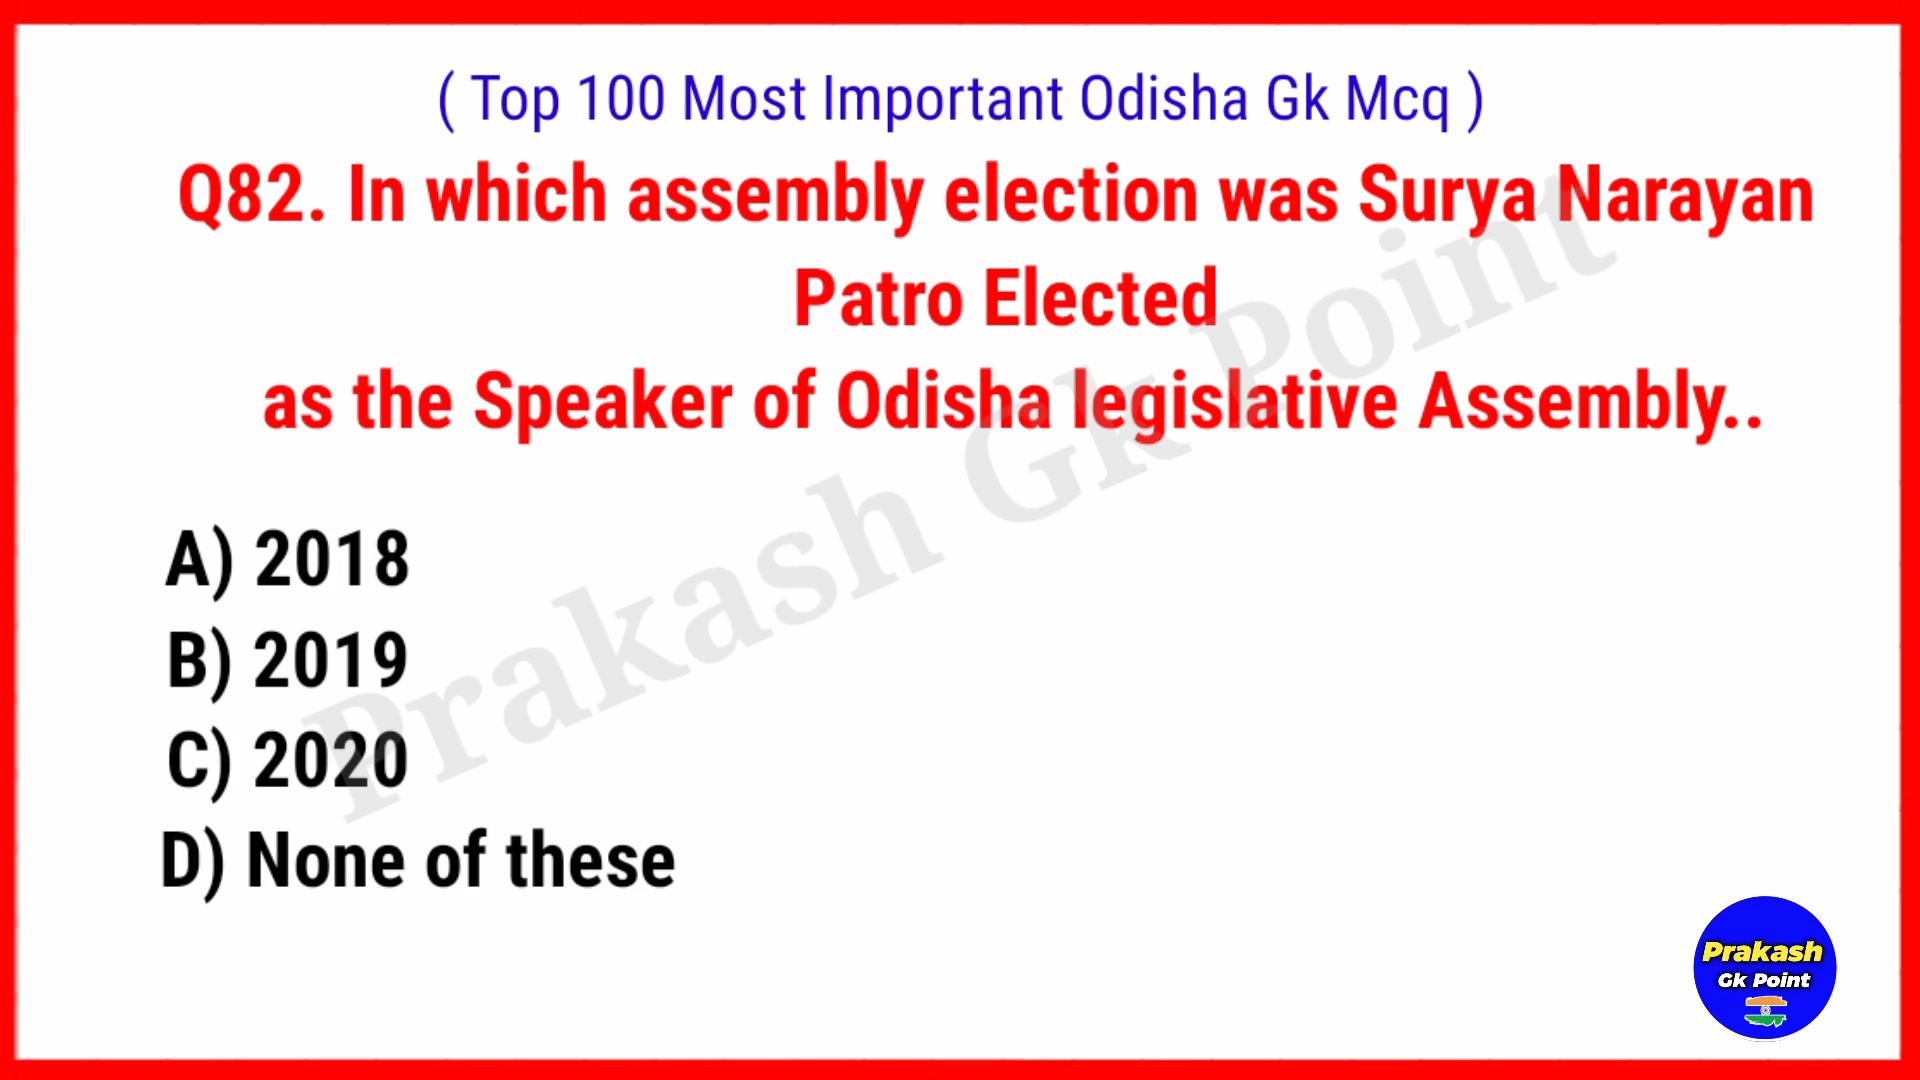 ( Top 100 Most Important Odisha Gk Mcq )
Q82. In which assembly election was Surya Narayan
Patro Elected
as the Speaker of Odisha legislative Assembly..
A) 2018
B) 2019
C) 2020
D) None of these
Prakash Gk Point
Prakash
Gk Point